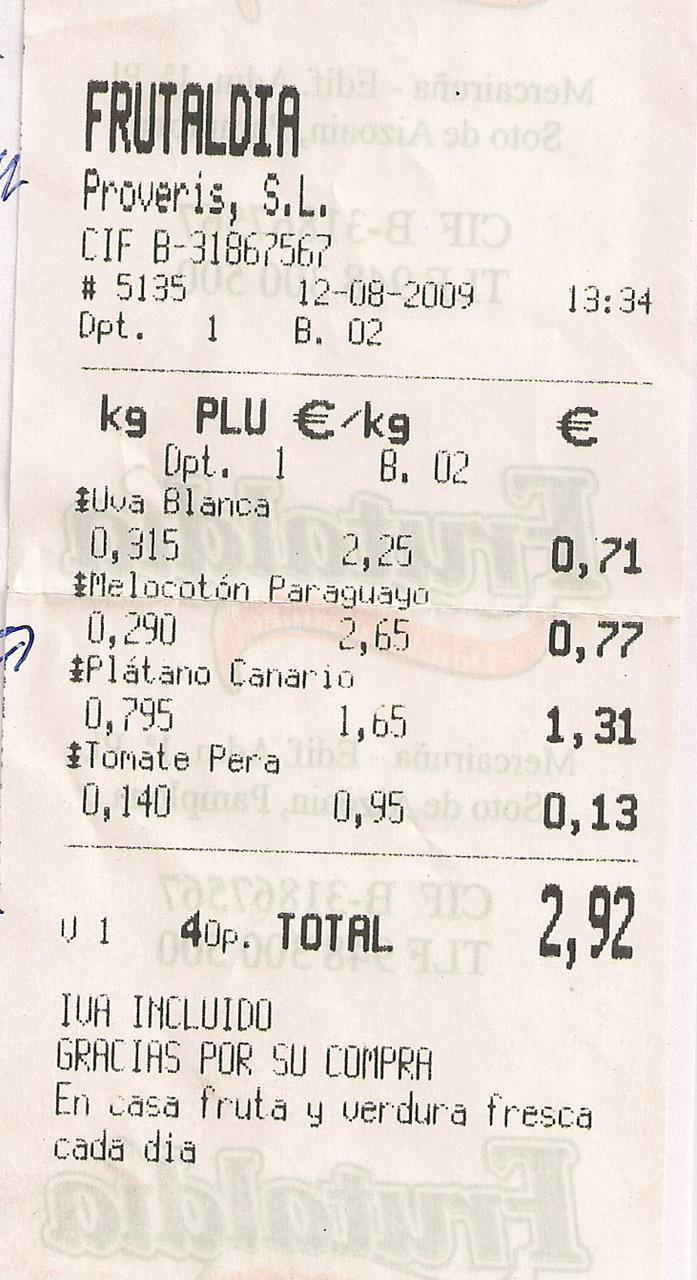 FRUTALDIA
Proveris, S.L.
CIF B-31867567
# 5135 12-08-2009 13:34
Dpt. 1 B. 02
kg PLU €/kg €
Dpt. 1 B. 02
‡Uva Blanca
0,315 2,25 0,71
‡Melocotón Paraguayo
0,290 2,65 0,77
‡Plátano Canario
0,795 1,65 1,31
‡Tomate Pera
0,140 0,95 0,13
V 1 4Op. TOTAL 2,92
IVA INCLUIDO
GRACIAS POR SU COMPRA
En casa fruta y verdura fresca
cada dia